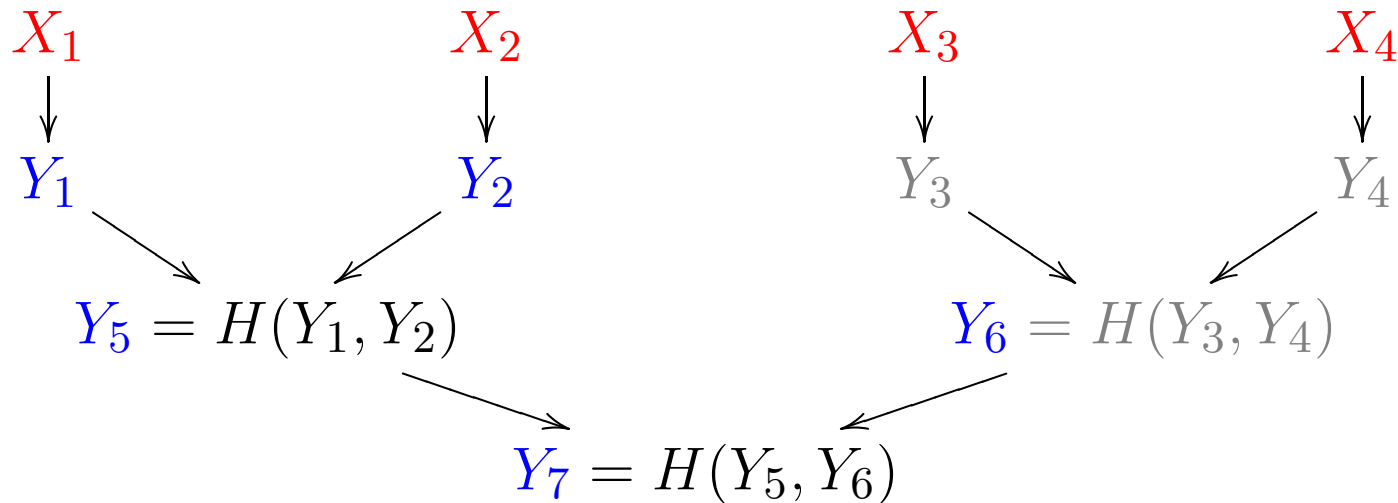 X₁ X₂ X₃ X₄
Y₁ Y₂ Y₃ Y₄
Y₅ = H(Y₁, Y₂) Y₆ = H(Y₃, Y₄)
Y₇ = H(Y₅, Y₆)